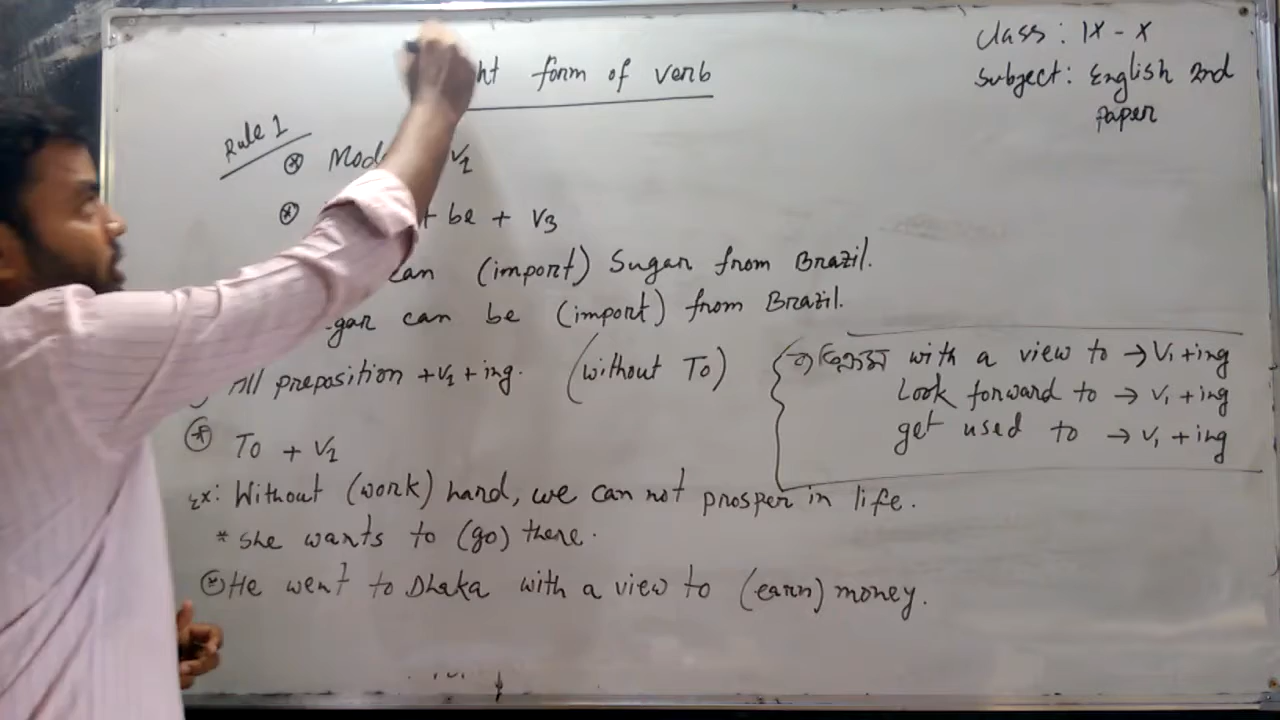 form of verb
Class: IX - X
Subject: English 2nd
Paper
Rule 1
V1
+ be + V3
can (import) Sugar from Brazil.
can be (import) from Brazil.
All preposition + V1 + ing. (without To)
with a view to → V1 + ing
Look forward to → V1 + ing
get used to → V1 + ing
To + V1
Ex: Without (work) hard, we can not prosper in life.
* She wants to (go) there.
He went to Dhaka with a view to (earn) money.